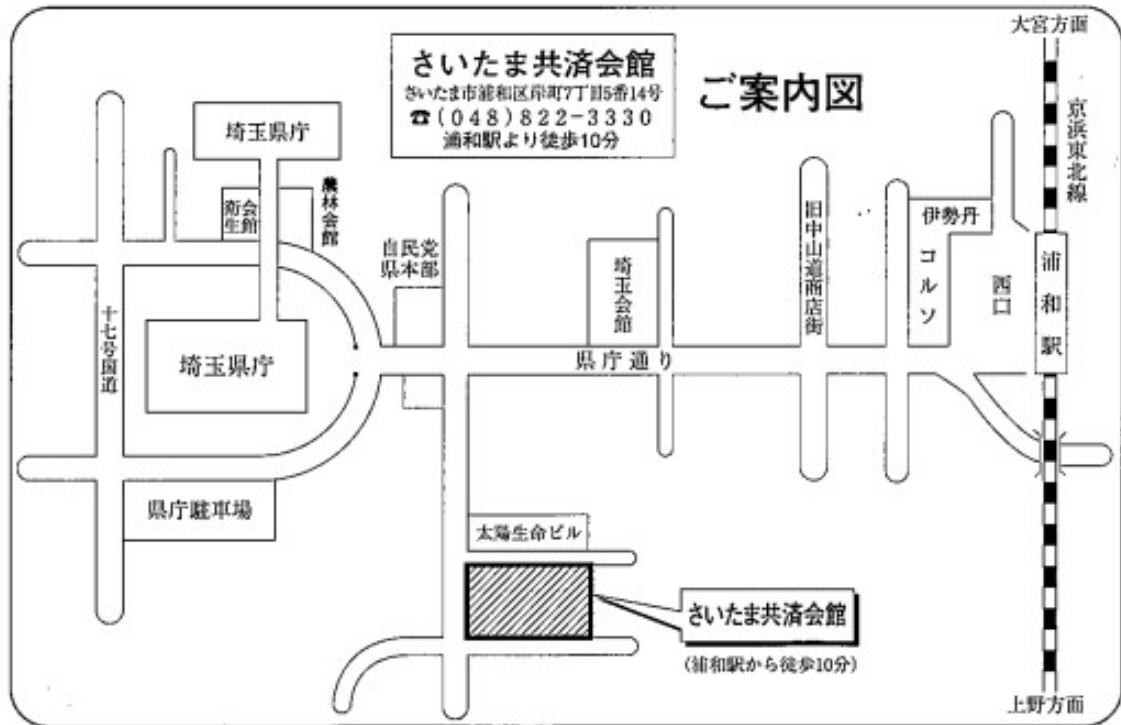 大宮方面
さいたま共済会館
さいたま市浦和区岸町7丁目5番14号
☎(048)822-3330
浦和駅より徒歩10分
ご案内図
京浜東北線
埼玉県庁
農林会館
衛生会館
自民党
県本部
埼玉会館
旧中山道商店街
伊勢丹
コルソ
西口
浦和駅
十七号国道
埼玉県庁
県庁通り
県庁駐車場
太陽生命ビル
さいたま共済会館
(浦和駅から徒歩10分)
上野方面